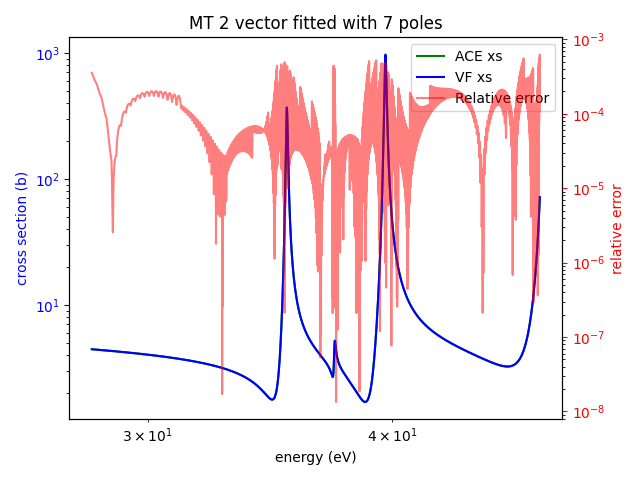 MT 2 vector fitted with 7 poles
ACE xs
VF xs
Relative error
cross section (b)
10³
10²
10¹
relative error
10⁻³
10⁻⁴
10⁻⁵
10⁻⁶
10⁻⁷
10⁻⁸
3 × 10¹
4 × 10¹
energy (eV)